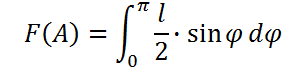 F(A) = ∫₀^π l/2 · sin φ dφ